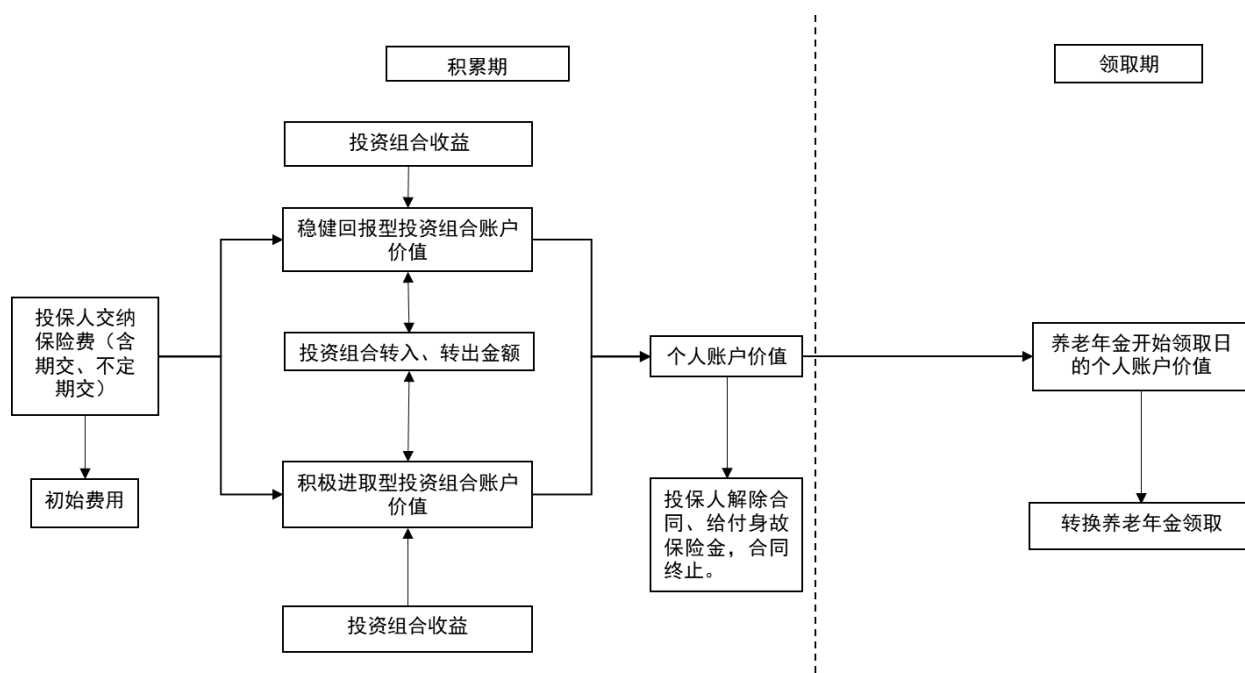 积累期
领取期
投资组合收益
稳健回报型投资组合账户
价值
投保人交纳
保险费（含
期交、不定
期交）
投资组合转入、转出金额
个人账户价值
养老年金开始领取日
的个人账户价值
初始费用
积极进取型投资组合账户
价值
投保人解除合
同、给付身故
保险金，合同
终止。
转换养老年金领取
投资组合收益